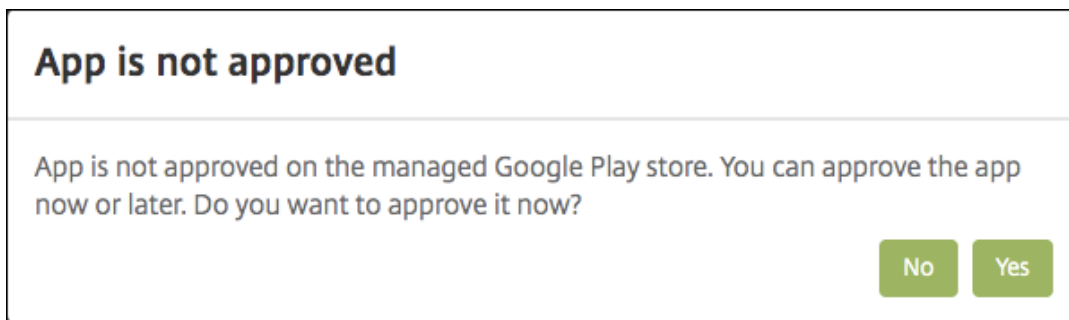 App is not approved
App is not approved on the managed Google Play store. You can approve the app
now or later. Do you want to approve it now?
No
Yes